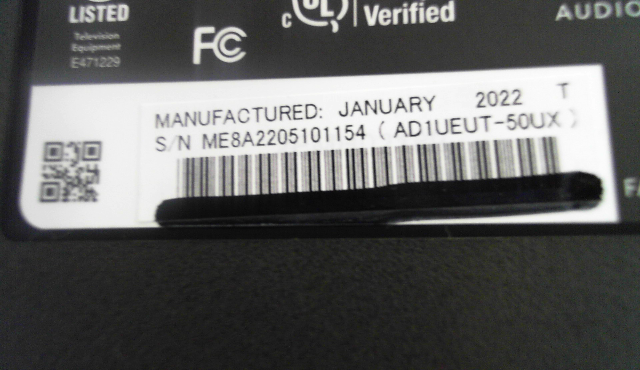 LISTED
Television
Equipment
E471229
FC
c UL
Verified
AUDIO
MANUFACTURED: JANUARY 2022 T
S/N ME8A2205101154 ( AD1UEUT-50UX )